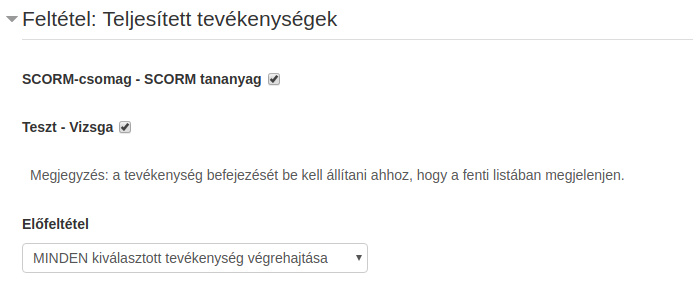 Feltétel: Teljesített tevékenységek
SCORM-csomag - SCORM tananyag
Teszt - Vizsga
Megjegyzés: a tevékenység befejezését be kell állítani ahhoz, hogy a fenti listában megjelenjen.
Előfeltétel
MINDEN kiválasztott tevékenység végrehajtása